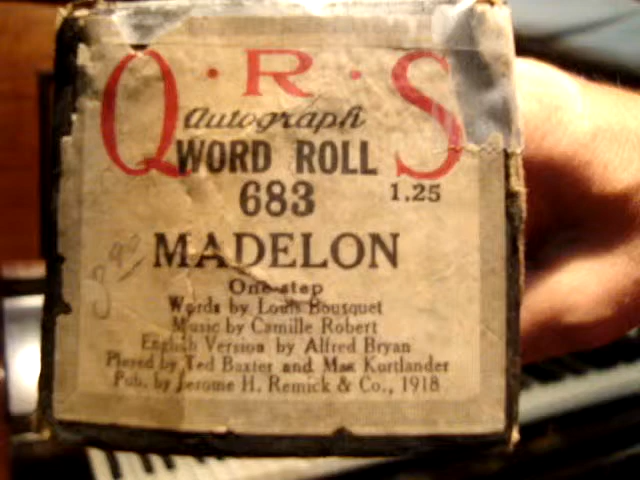 Q·R·S
Autograph
WORD ROLL
683 1.25
MADELON
One-step
Words by Louis Bousquet
Music by Camille Robert
English Version by Alfred Bryan
Played by Ted Baxter and Max Kortlander
Pub. by Jerome H. Remick & Co., 1918